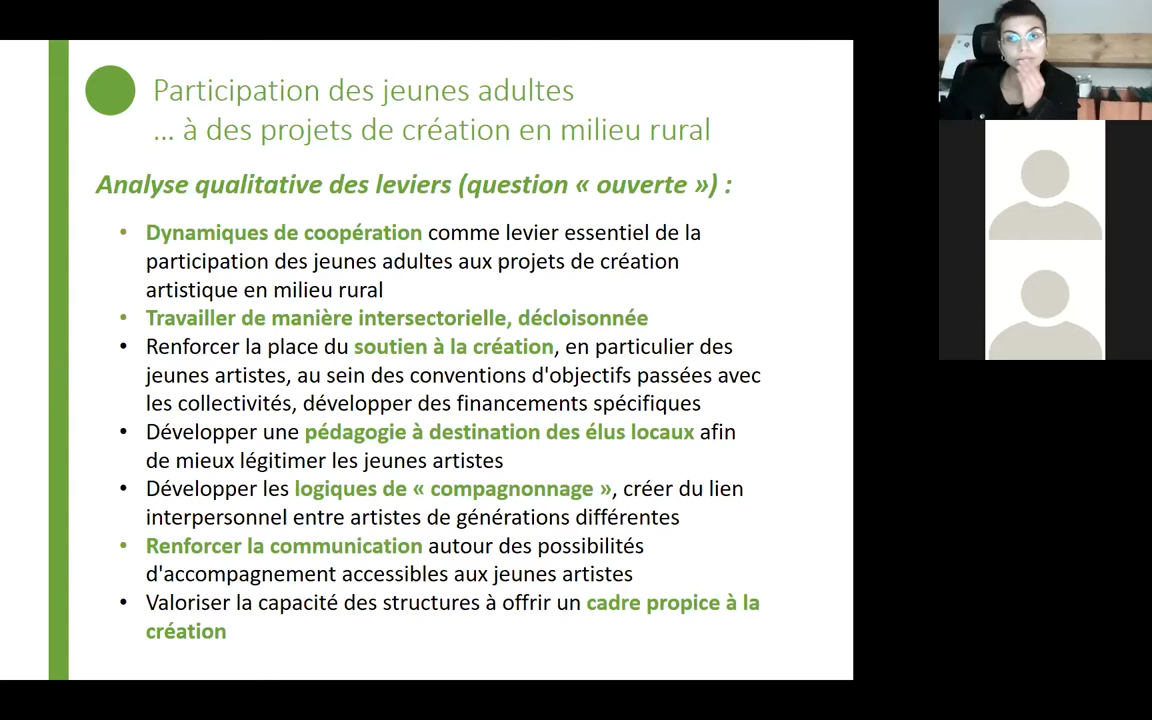 Participation des jeunes adultes
... à des projets de création en milieu rural
Analyse qualitative des leviers (question « ouverte ») :
• Dynamiques de coopération comme levier essentiel de la
participation des jeunes adultes aux projets de création
artistique en milieu rural
• Travailler de manière intersectorielle, décloisonnée
• Renforcer la place du soutien à la création, en particulier des
jeunes artistes, au sein des conventions d'objectifs passées avec
les collectivités, développer des financements spécifiques
• Développer une pédagogie à destination des élus locaux afin
de mieux légitimer les jeunes artistes
• Développer les logiques de « compagnonnage », créer du lien
interpersonnel entre artistes de générations différentes
• Renforcer la communication autour des possibilités
d'accompagnement accessibles aux jeunes artistes
• Valoriser la capacité des structures à offrir un cadre propice à la
création